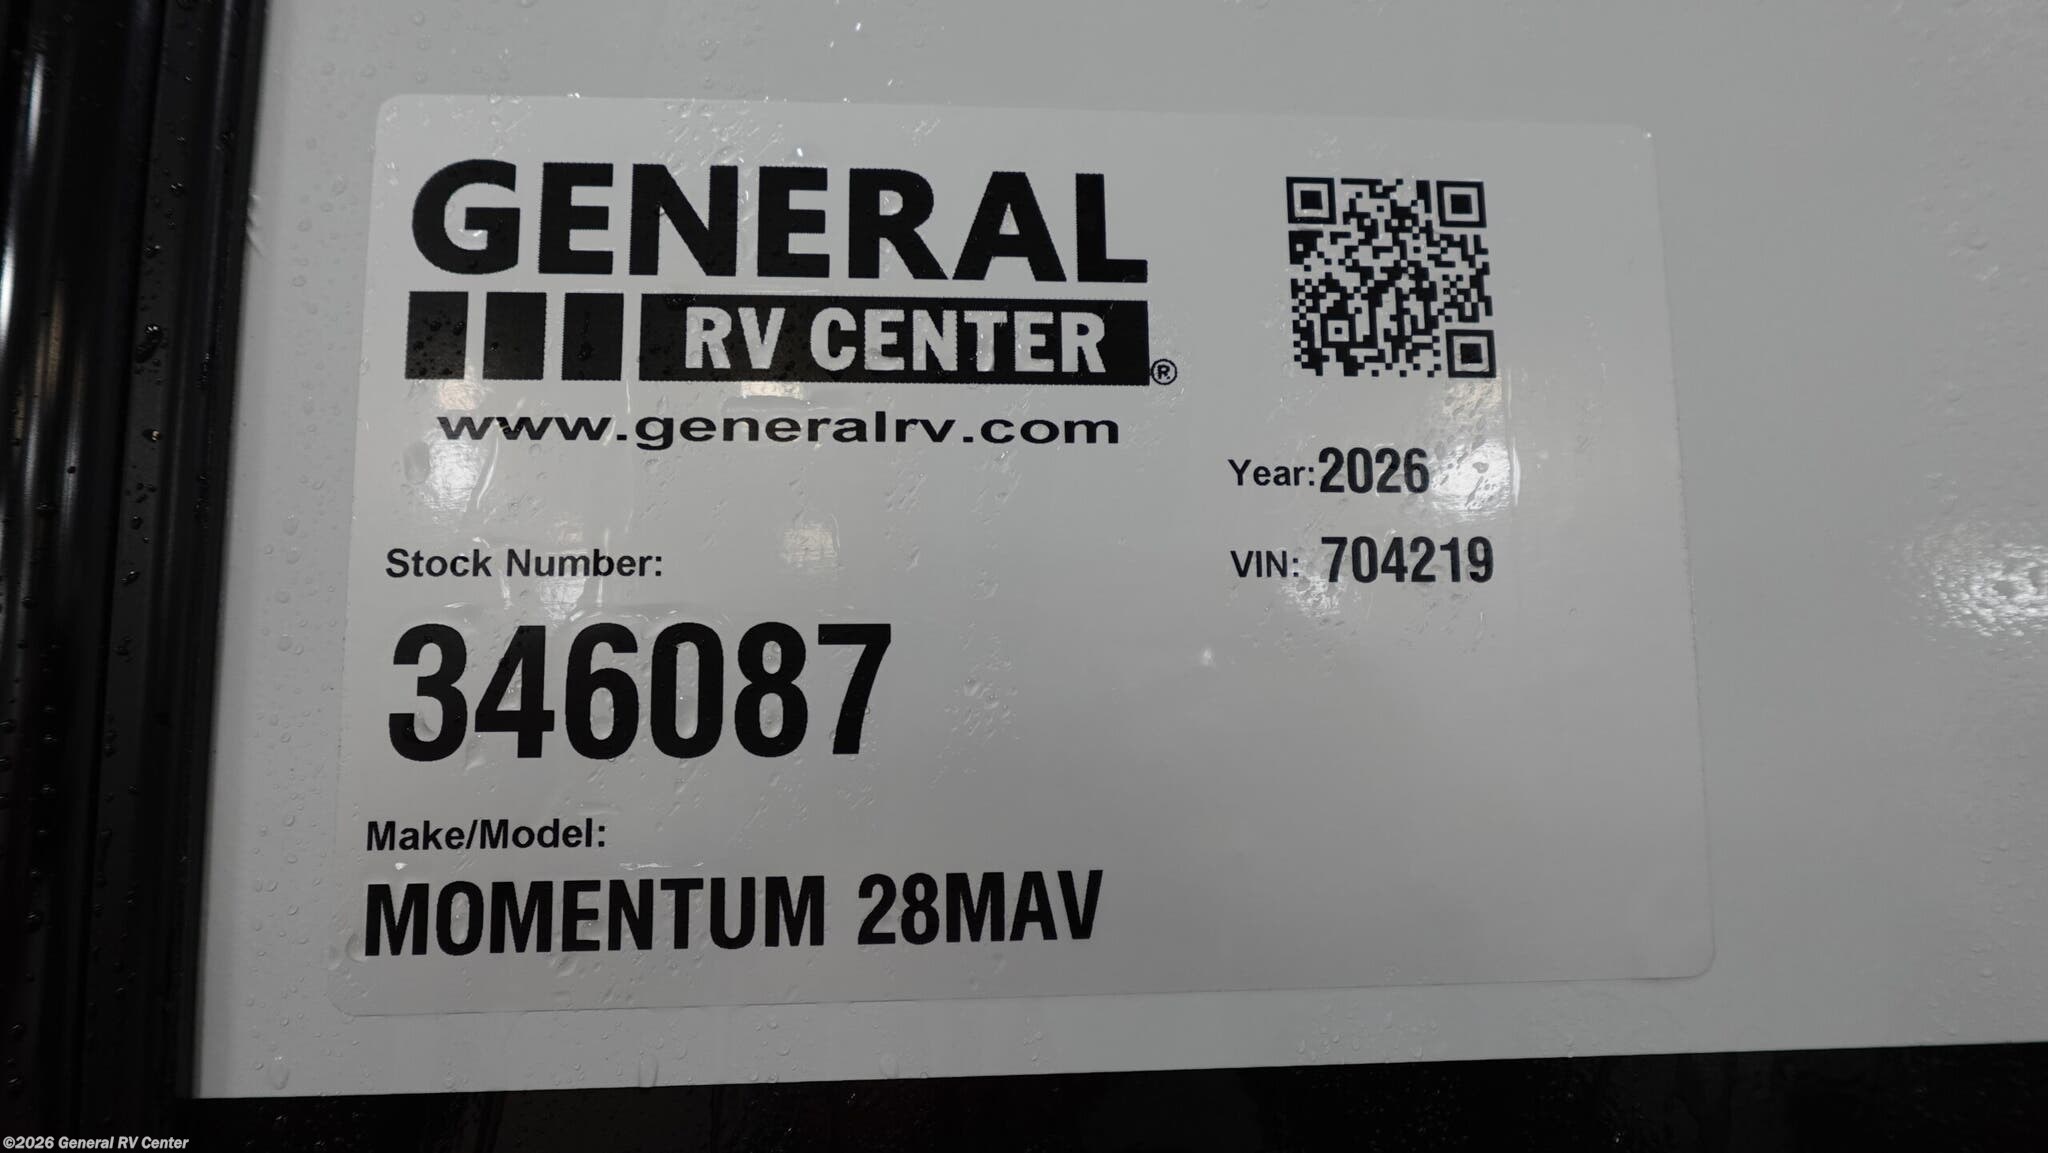 GENERAL
RV CENTER®
www.generalrv.com
Year: 2026
VIN: 704219
Stock Number:
346087
Make/Model:
MOMENTUM 28MAV
©2026 General RV Center